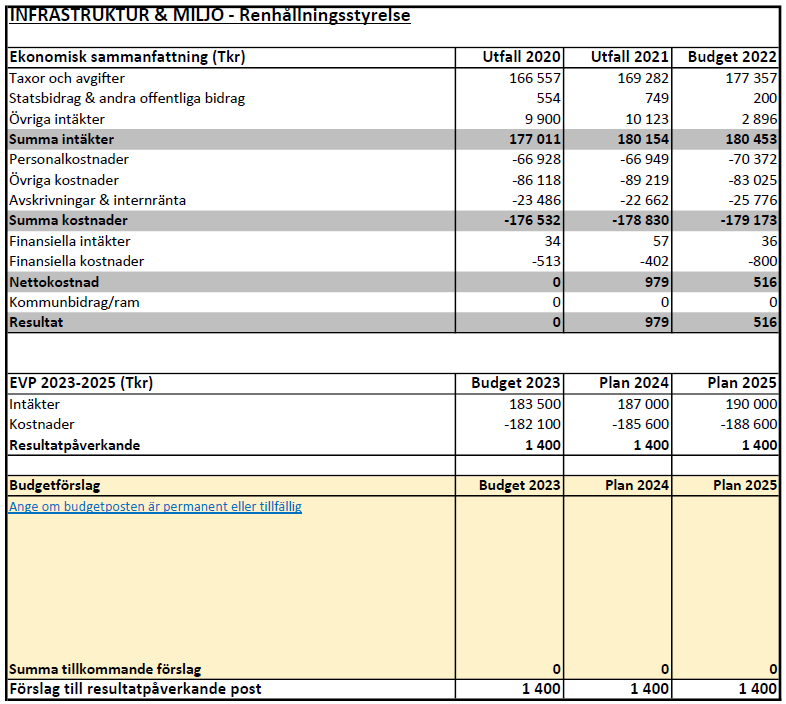 INFRASTRUKTUR & MILJO - Renhållningsstyrelse
Ekonomisk sammanfattning (Tkr) Utfall 2020 Utfall 2021 Budget 2022
Taxor och avgifter 166 557 169 282 177 357
Statsbidrag & andra offentliga bidrag 554 749 200
Övriga intäkter 9 900 10 123 2 896
Summa intäkter 177 011 180 154 180 453
Personalkostnader -66 928 -66 949 -70 372
Övriga kostnader -86 118 -89 219 -83 025
Avskrivningar & internränta -23 486 -22 662 -25 776
Summa kostnader -176 532 -178 830 -179 173
Finansiella intäkter 34 57 36
Finansiella kostnader -513 -402 -800
Nettokostnad 0 979 516
Kommunbidrag/ram 0 0 0
Resultat 0 979 516
EVP 2023-2025 (Tkr) Budget 2023 Plan 2024 Plan 2025
Intäkter 183 500 187 000 190 000
Kostnader -182 100 -185 600 -188 600
Resultatpåverkande 1 400 1 400 1 400
Budgetförslag Budget 2023 Plan 2024 Plan 2025
Ange om budgetposten är permanent eller tillfällig
Summa tillkommande förslag 0 0 0
Förslag till resultatpåverkande post 1 400 1 400 1 400